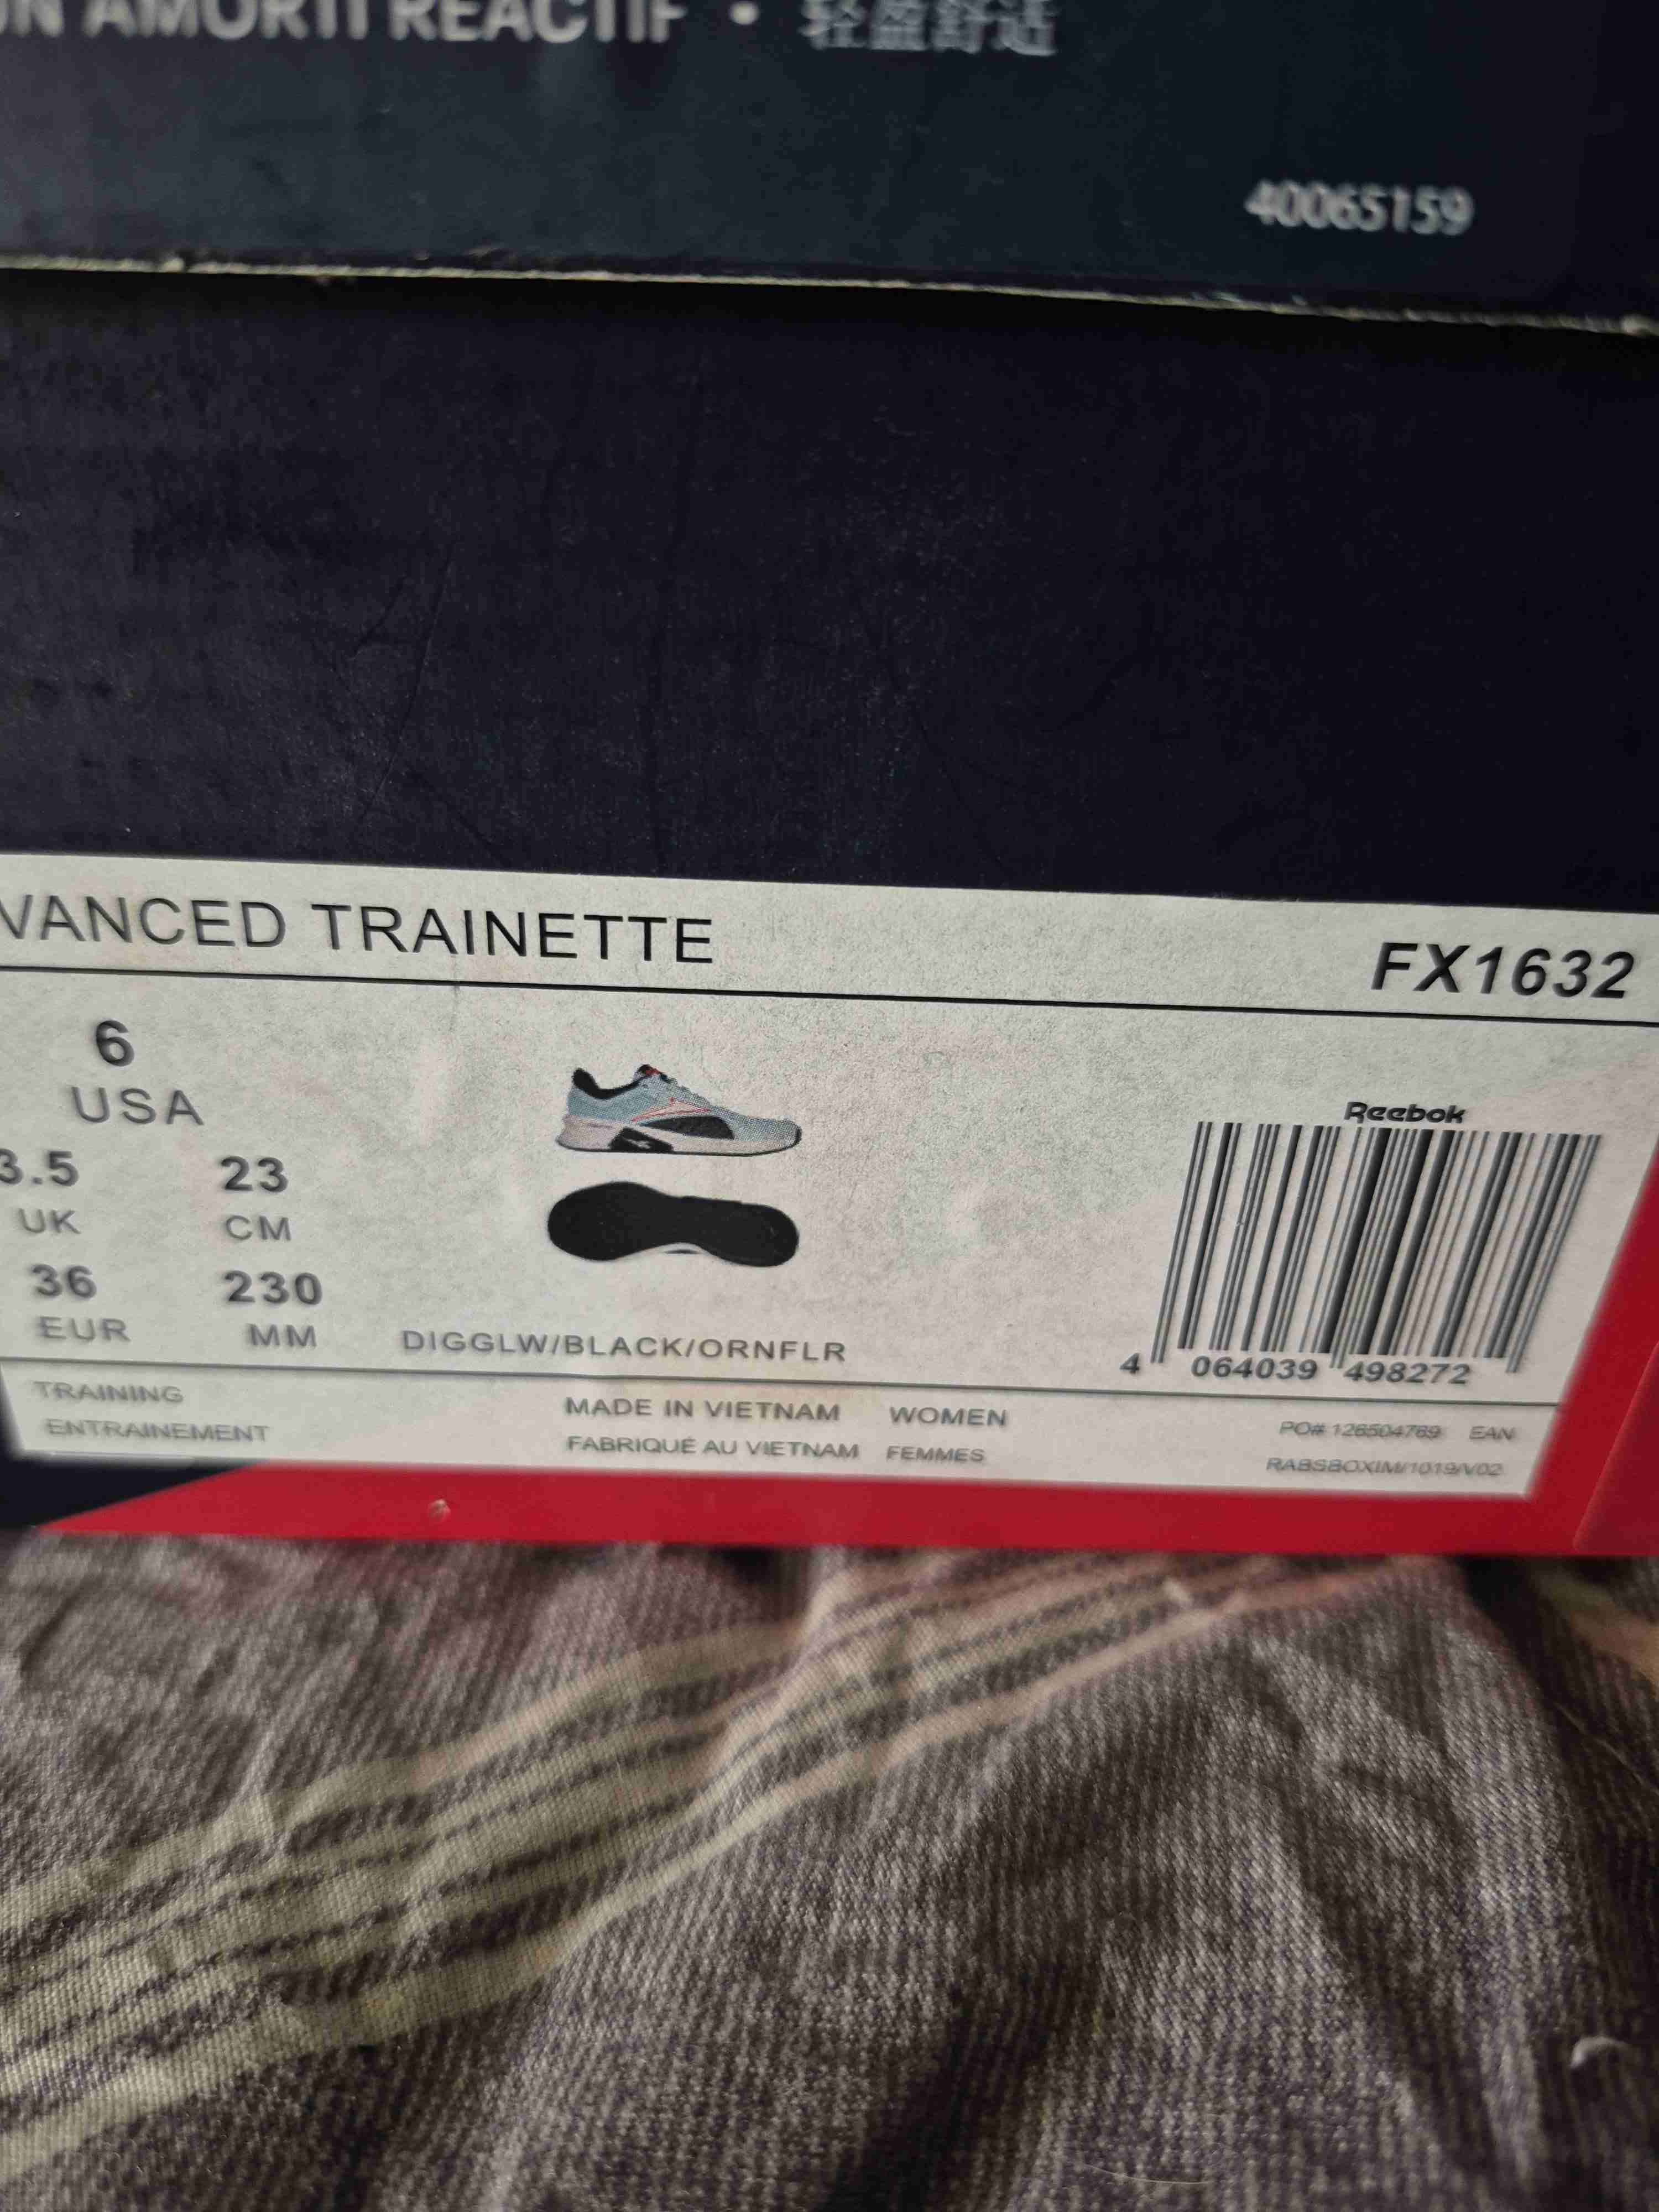 AMORTI REACTIF • 轻盈舒适
40065159
VANCED TRAINETTE FX1632
6
USA
3.5 23
UK CM
36 230
EUR MM
DIGGLW/BLACK/ORNFLR
Reebok
4 064039 498272
TRAINING
ENTRAINEMENT
MADE IN VIETNAM WOMEN
FABRIQUÉ AU VIETNAM FEMMES
PO# 126504769 EAN
RABSBOXIM/1019/V02